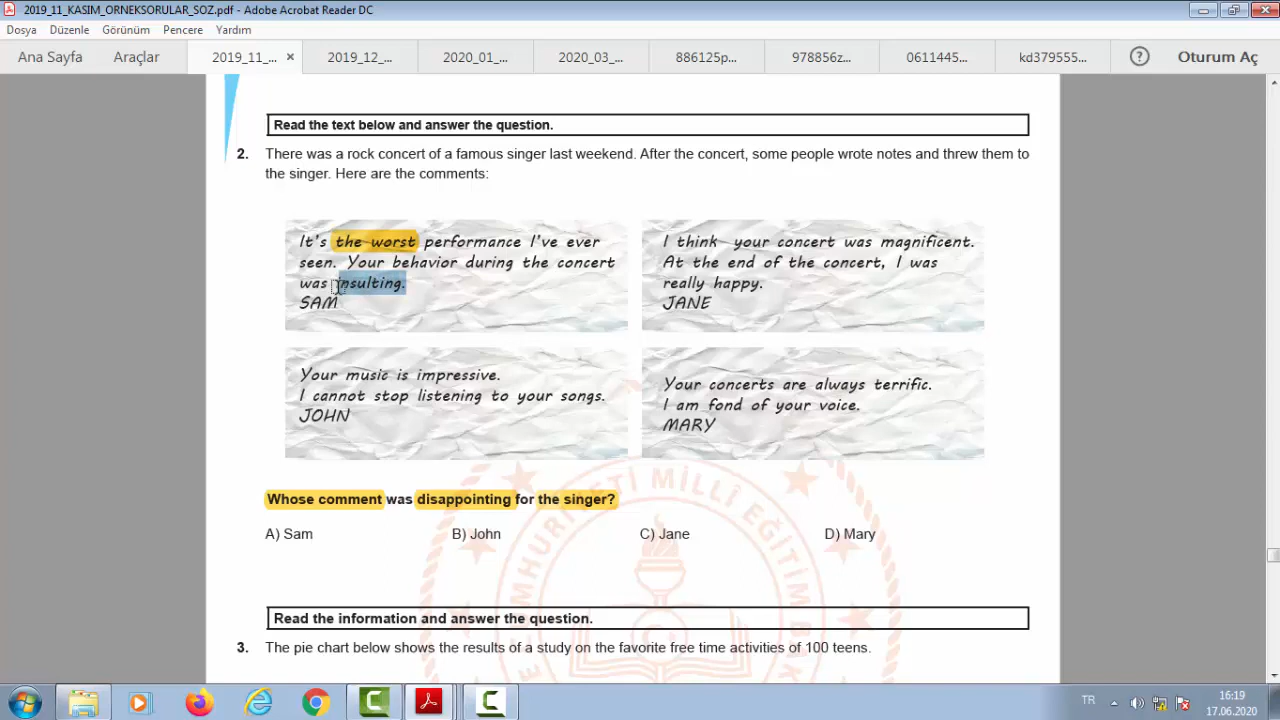 2019_11_KASIM_ORNEKSORULAR_SOZ.pdf - Adobe Acrobat Reader DC
Dosya Düzenle Görünüm Pencere Yardım
Ana Sayfa Araçlar 2019_11_... × 2019_12_... 2020_01_... 2020_03_... 886125p... 978856z... 0611445... kd379555... ? Oturum Aç
Read the text below and answer the question.
2. There was a rock concert of a famous singer last weekend. After the concert, some people wrote notes and threw them to
the singer. Here are the comments:
It's the worst performance I've ever
seen. Your behavior during the concert
was insulting.
SAM
I think your concert was magnificent.
At the end of the concert, I was
really happy.
JANE
Your music is impressive.
I cannot stop listening to your songs.
JOHN
Your concerts are always terrific.
I am fond of your voice.
MARY
Whose comment was disappointing for the singer?
A) Sam B) John C) Jane D) Mary
Read the information and answer the question.
3. The pie chart below shows the results of a study on the favorite free time activities of 100 teens.
TR 16:19
17.06.2020